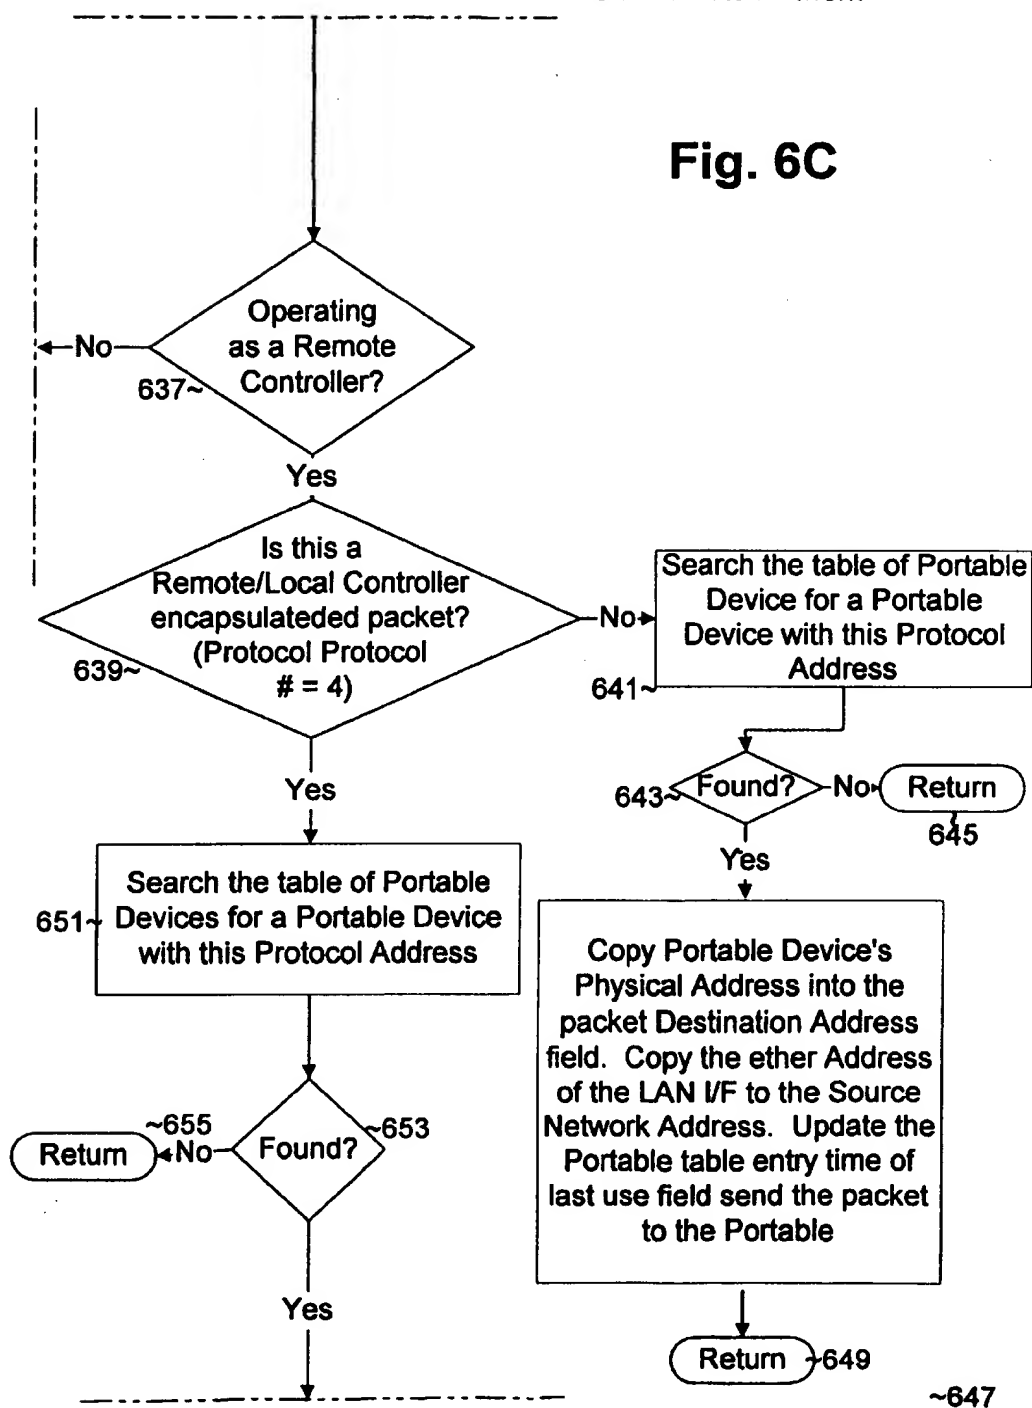 Fig. 6C
Operating
as a Remote
Controller?
No
637~
Yes
Is this a
Remote/Local Controller
encapsulateded packet?
(Protocol Protocol
# = 4)
639~
No
Search the table of Portable
Device for a Portable
Device with this Protocol
Address
641~
Found?
643~
No
Return
645
Yes
Copy Portable Device's
Physical Address into the
packet Destination Address
field. Copy the ether Address
of the LAN I/F to the Source
Network Address. Update the
Portable table entry time of
last use field send the packet
to the Portable
Return
~649
~647
Yes
Search the table of Portable
Devices for a Portable Device
with this Protocol Address
651~
Found?
~653
No
~655
Return
Yes